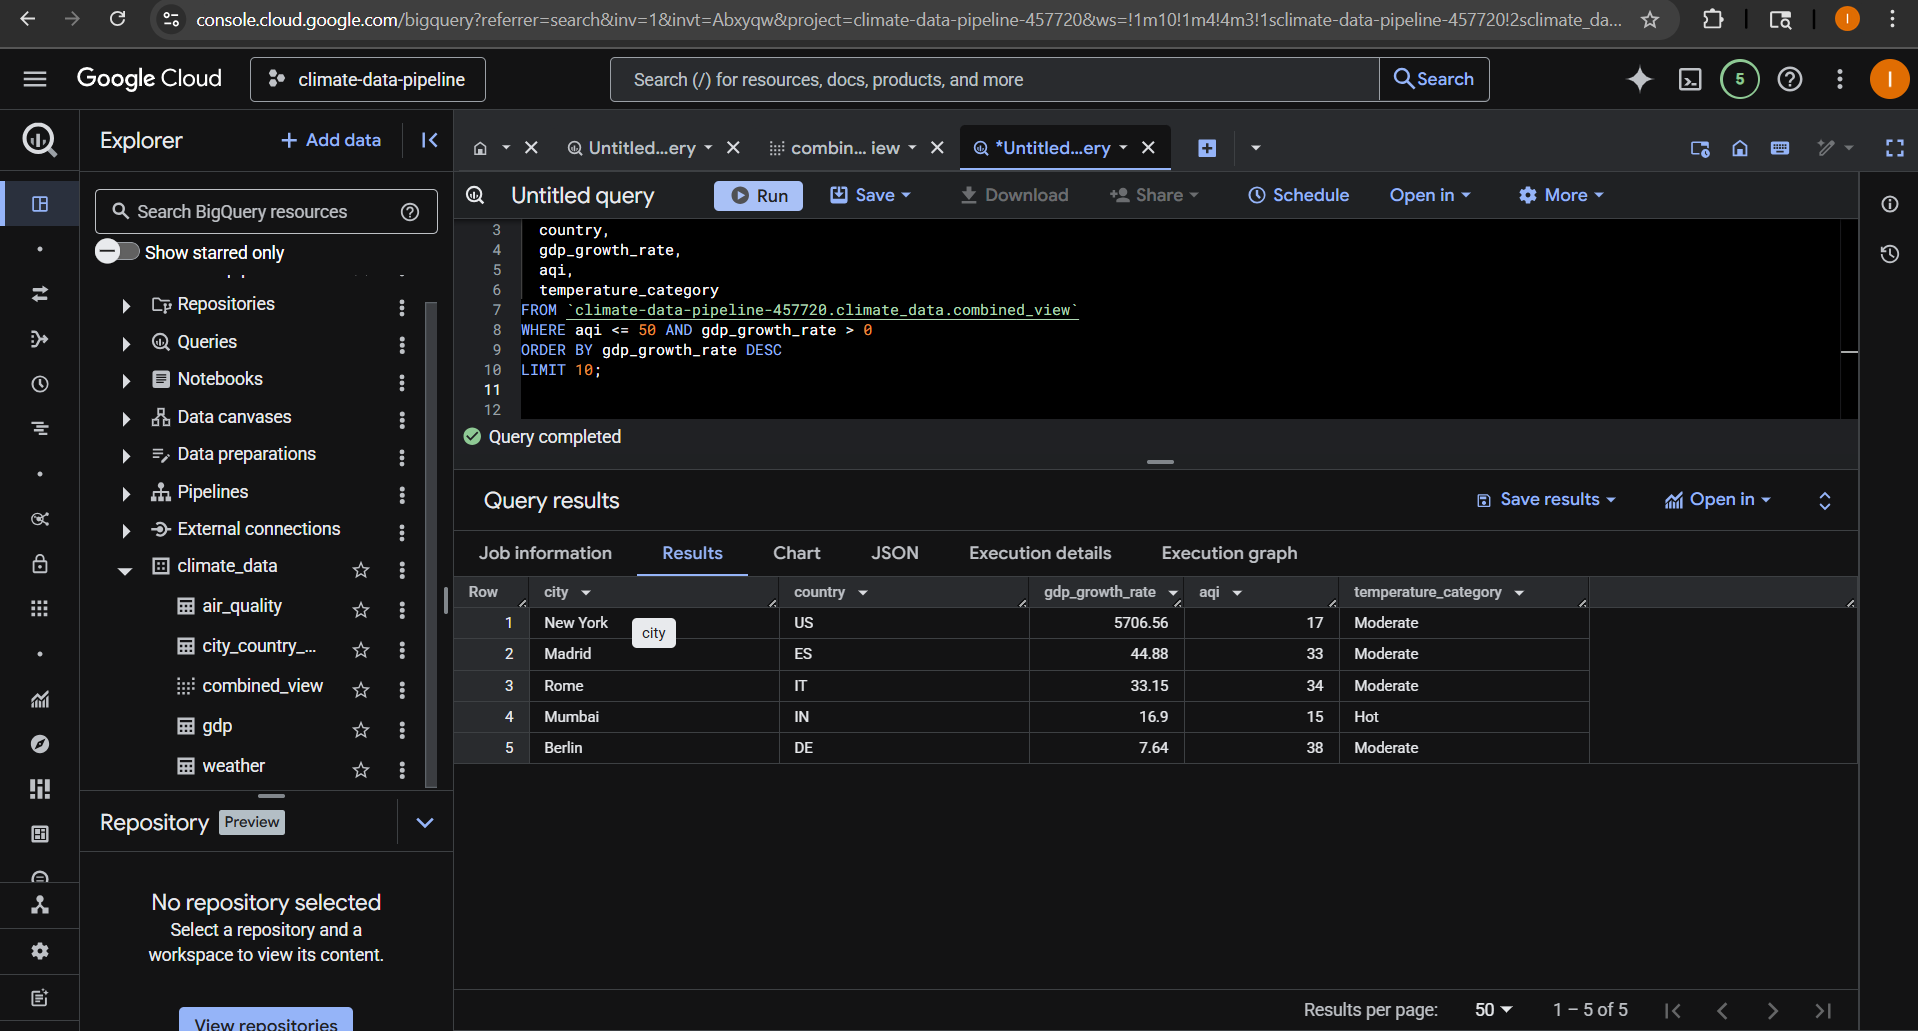 console.cloud.google.com/bigquery?referrer=search&inv=1&invt=Abxyqw&project=climate-data-pipeline-457720&ws=!1m10!1m4!4m3!1sclimate-data-pipeline-457720!2sclimate_da...
I
Google Cloud
climate-data-pipeline
Search (/) for resources, docs, products, and more
Search
5
I
Explorer
+ Add data
Untitled...ery
combin... iew
*Untitled...ery
Search BigQuery resources
Show starred only
Repositories
Queries
Notebooks
Data canvases
Data preparations
Pipelines
External connections
climate_data
air_quality
city_country_...
combined_view
gdp
weather
Repository Preview
No repository selected
Select a repository and a
workspace to view its content.
View repositories
Untitled query
Run
Save
Download
Share
Schedule
Open in
More
3 country,
4 gdp_growth_rate,
5 aqi,
6 temperature_category
7 FROM `climate-data-pipeline-457720.climate_data.combined_view`
8 WHERE aqi <= 50 AND gdp_growth_rate > 0
9 ORDER BY gdp_growth_rate DESC
10 LIMIT 10;
11
12
Query completed
Query results
Save results
Open in
Job information Results Chart JSON Execution details Execution graph
Row city country gdp_growth_rate aqi temperature_category
1 New York US 5706.56 17 Moderate
city
2 Madrid ES 44.88 33 Moderate
3 Rome IT 33.15 34 Moderate
4 Mumbai IN 16.9 15 Hot
5 Berlin DE 7.64 38 Moderate
Results per page: 50 1 – 5 of 5